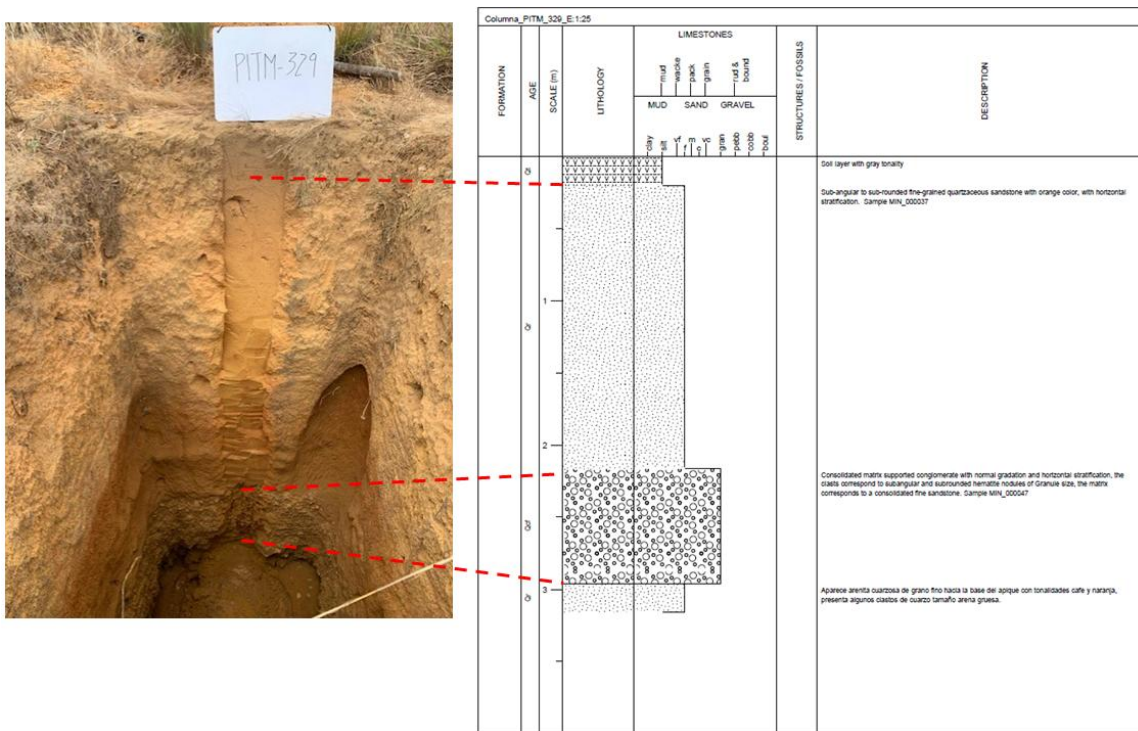 PITM-329
Columna_PITM_329_E:1:25
FORMATION
AGE
SCALE (m)
LITHOLOGY
LIMESTONES
mud
wacke
pack
grain
rud & bound
MUD SAND GRAVEL
clay
silt
vf
f
m
c
vc
gran
pebb
cobb
boul
STRUCTURES / FOSSILS
DESCRIPTION
Soil layer with gray tonality
Sub-angular to sub-rounded fine-grained quartzaceous sandstone with orange color, with horizontal
stratification. Sample MIN_000037
1
2
Consolidated matrix supported conglomerate with normal gradation and horizontal stratification, the
clasts correspond to subangular and subrounded hematite nodules of Granule size, the matrix
corresponds to a consolidated fine sandstone. Sample MIN_000047
3
Aparece arenita cuarzosa de grano fino hacia la base del apique con tonalidades cafe y naranja,
presenta algunos clastos de cuarzo tamaño arena gruesa.